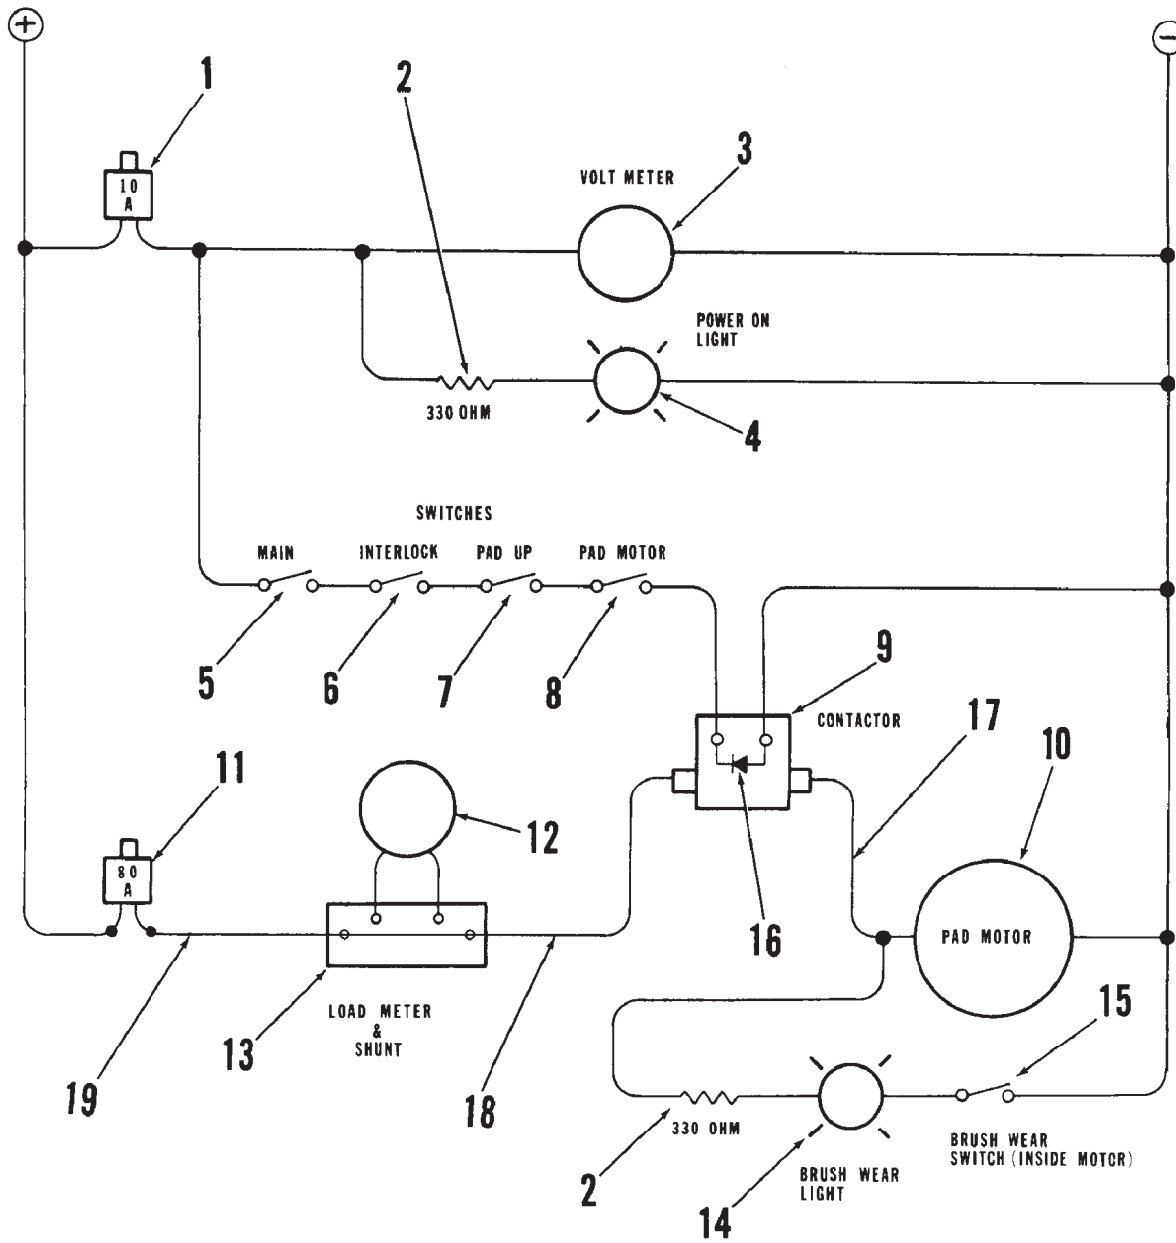 +
−
1
2
3
10
A
VOLT METER
POWER ON
LIGHT
330 OHM
4
SWITCHES
MAIN
INTERLOCK
PAD UP
PAD MOTOR
5
6
7
8
9
CONTACTOR
17
10
11
12
80
A
16
PAD MOTOR
LOAD METER
&
SHUNT
13
15
19
18
330 OHM
2
BRUSH WEAR
LIGHT
14
BRUSH WEAR
SWITCH (INSIDE MOTOR)